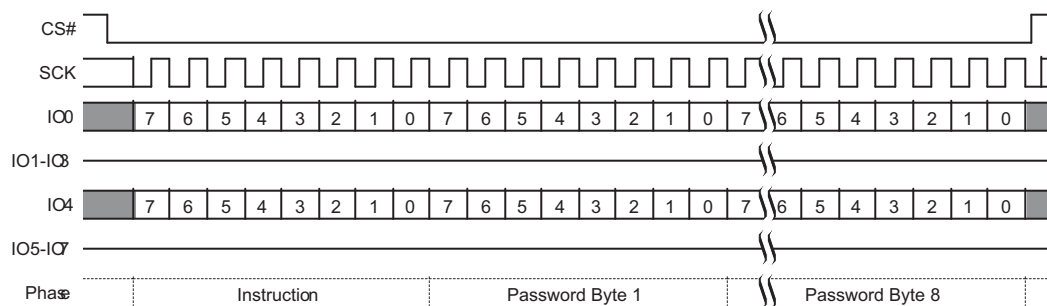 CS#
SCK
IO0 7 6 5 4 3 2 1 0 7 6 5 4 3 2 1 0 7 6 5 4 3 2 1 0
IO1-IO3
IO4 7 6 5 4 3 2 1 0 7 6 5 4 3 2 1 0 7 6 5 4 3 2 1 0
IO5-IO7
Phase Instruction Password Byte 1 Password Byte 8